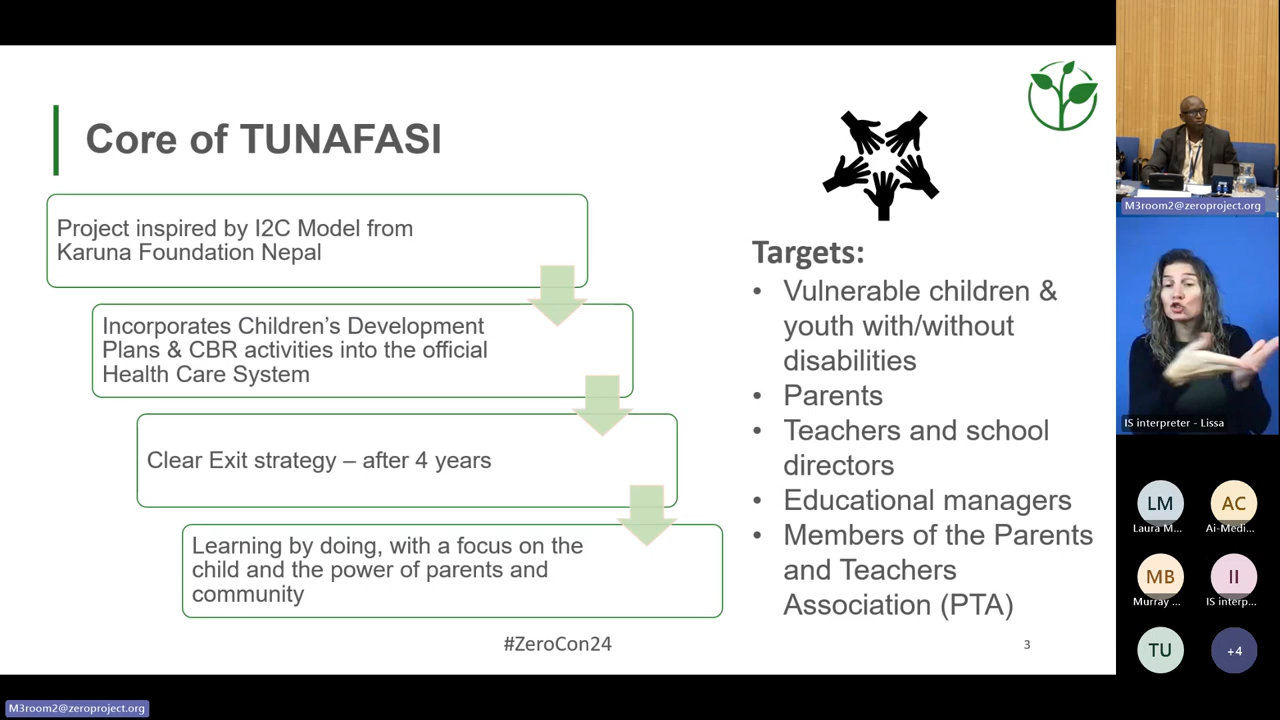 Core of TUNAFASI
Project inspired by I2C Model from
Karuna Foundation Nepal
Incorporates Children's Development
Plans & CBR activities into the official
Health Care System
Clear Exit strategy – after 4 years
Learning by doing, with a focus on the
child and the power of parents and
community
Targets:
• Vulnerable children &
youth with/without
disabilities
• Parents
• Teachers and school
directors
• Educational managers
• Members of the Parents
and Teachers
Association (PTA)
#ZeroCon24
3
M3room2@zeroproject.org
IS interpreter - Lissa
LM
Laura M...
AC
Ai-Medi...
MB
Murray ...
II
IS interp...
TU
+4
M3room2@zeroproject.org